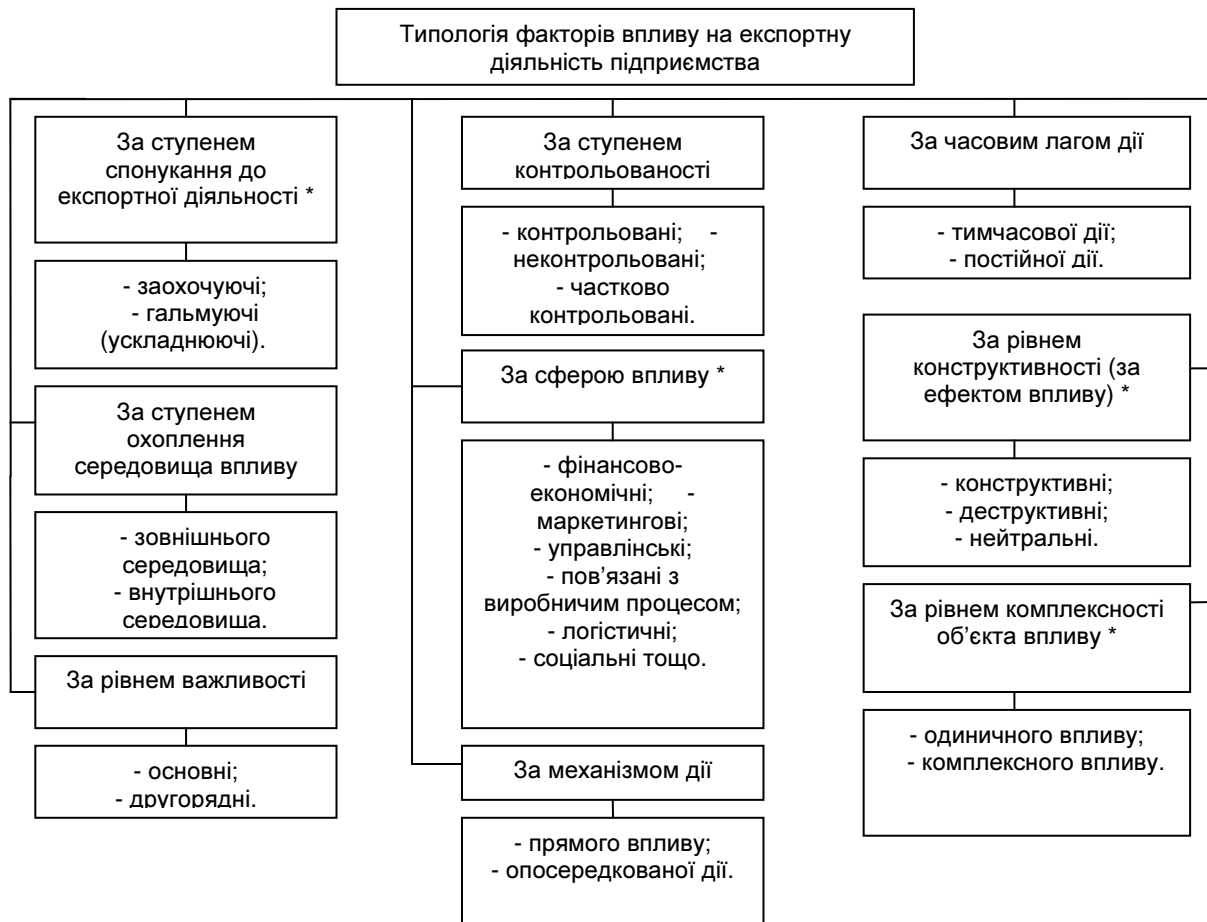 Типологія факторів впливу на експортну
діяльність підприємства
За ступенем
спонукання до
експортної діяльності *
- заохочуючі;
- гальмуючі
(ускладнюючі).
За ступенем
охоплення
середовища впливу
- зовнішнього
середовища;
- внутрішнього
середовища.
За рівнем важливості
- основні;
- другорядні.
За ступенем
контрольованості
- контрольовані; -
неконтрольовані;
- частково
контрольовані.
За сферою впливу *
- фінансово-
економічні; -
маркетингові;
- управлінські;
- пов’язані з
виробничим процесом;
- логістичні;
- соціальні тощо.
За механізмом дії
- прямого впливу;
- опосередкованої дії.
За часовим лагом дії
- тимчасової дії;
- постійної дії.
За рівнем
конструктивності (за
ефектом впливу) *
- конструктивні;
- деструктивні;
- нейтральні.
За рівнем комплексності
об’єкта впливу *
- одиничного впливу;
- комплексного впливу.